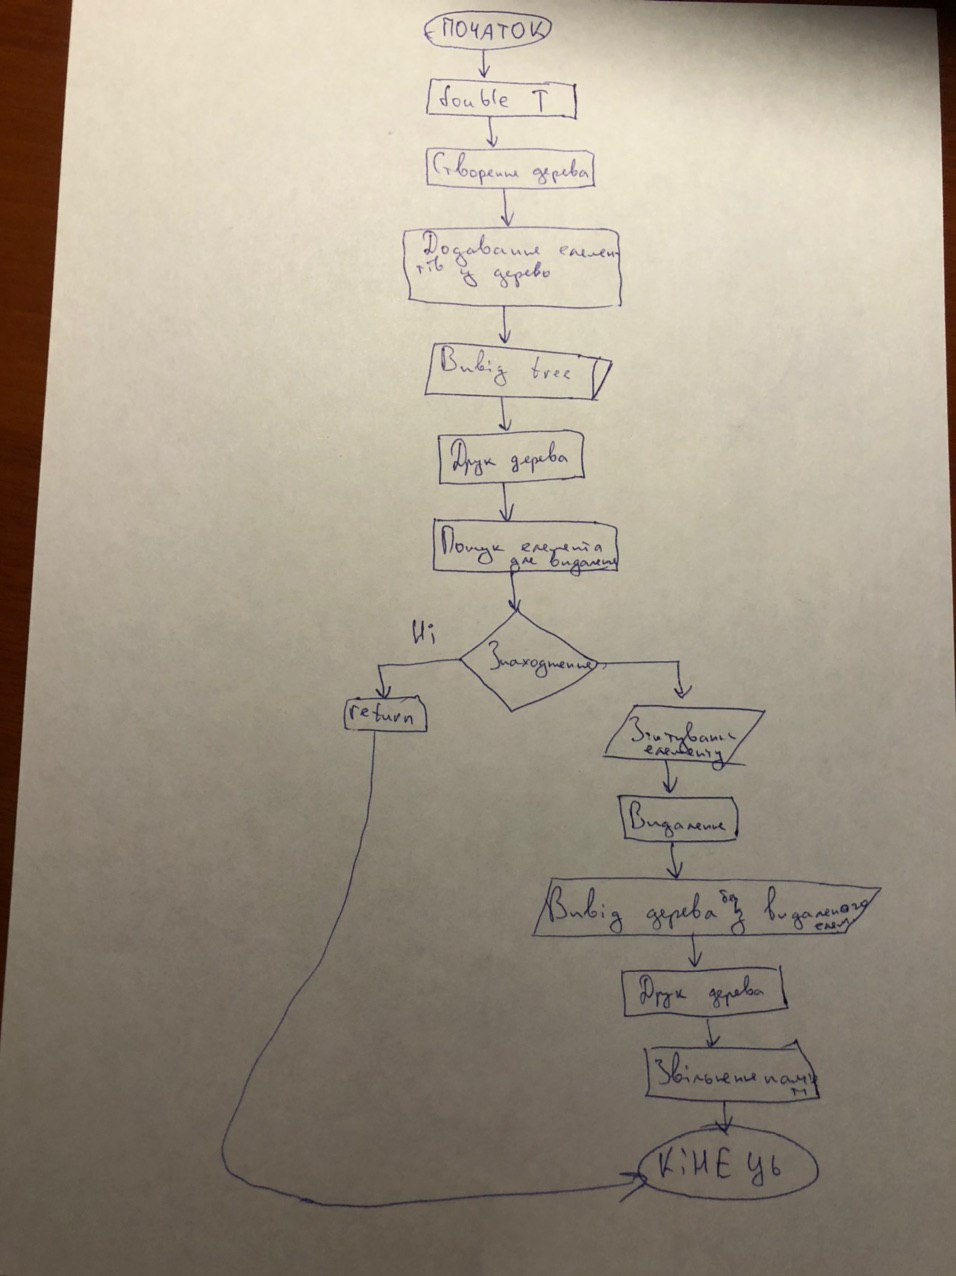 ПОЧАТОК
double T
Створення дерева
Додавання елемен-
тів у дерево
Вивід tree
Друк дерева
Пошук елемента
для видалення
Ні
Знаходження
return
Зчитування
елементу
Видалення
Вивід дерева без видаленого
елем
Друк дерева
Звільнення пам'
ті
КІНЕЦЬ